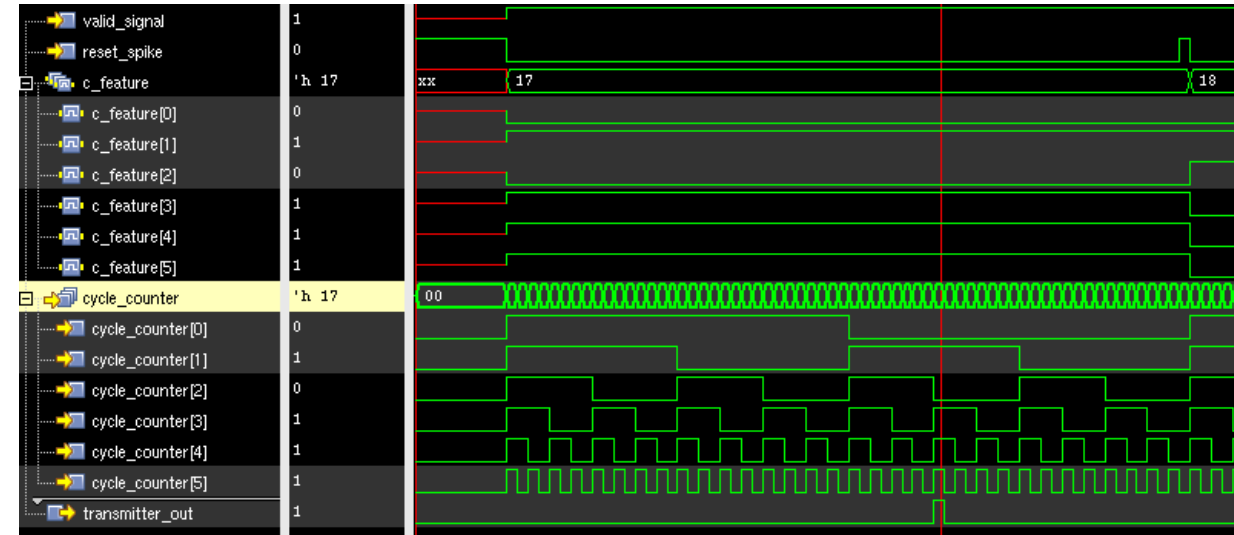 valid_signal 1
reset_spike 0
c_feature 'h 17 xx 17 18
c_feature[0] 0
c_feature[1] 1
c_feature[2] 0
c_feature[3] 1
c_feature[4] 1
c_feature[5] 1
cycle_counter 'h 17 00
cycle_counter[0] 0
cycle_counter[1] 1
cycle_counter[2] 0
cycle_counter[3] 1
cycle_counter[4] 1
cycle_counter[5] 1
transmitter_out 1